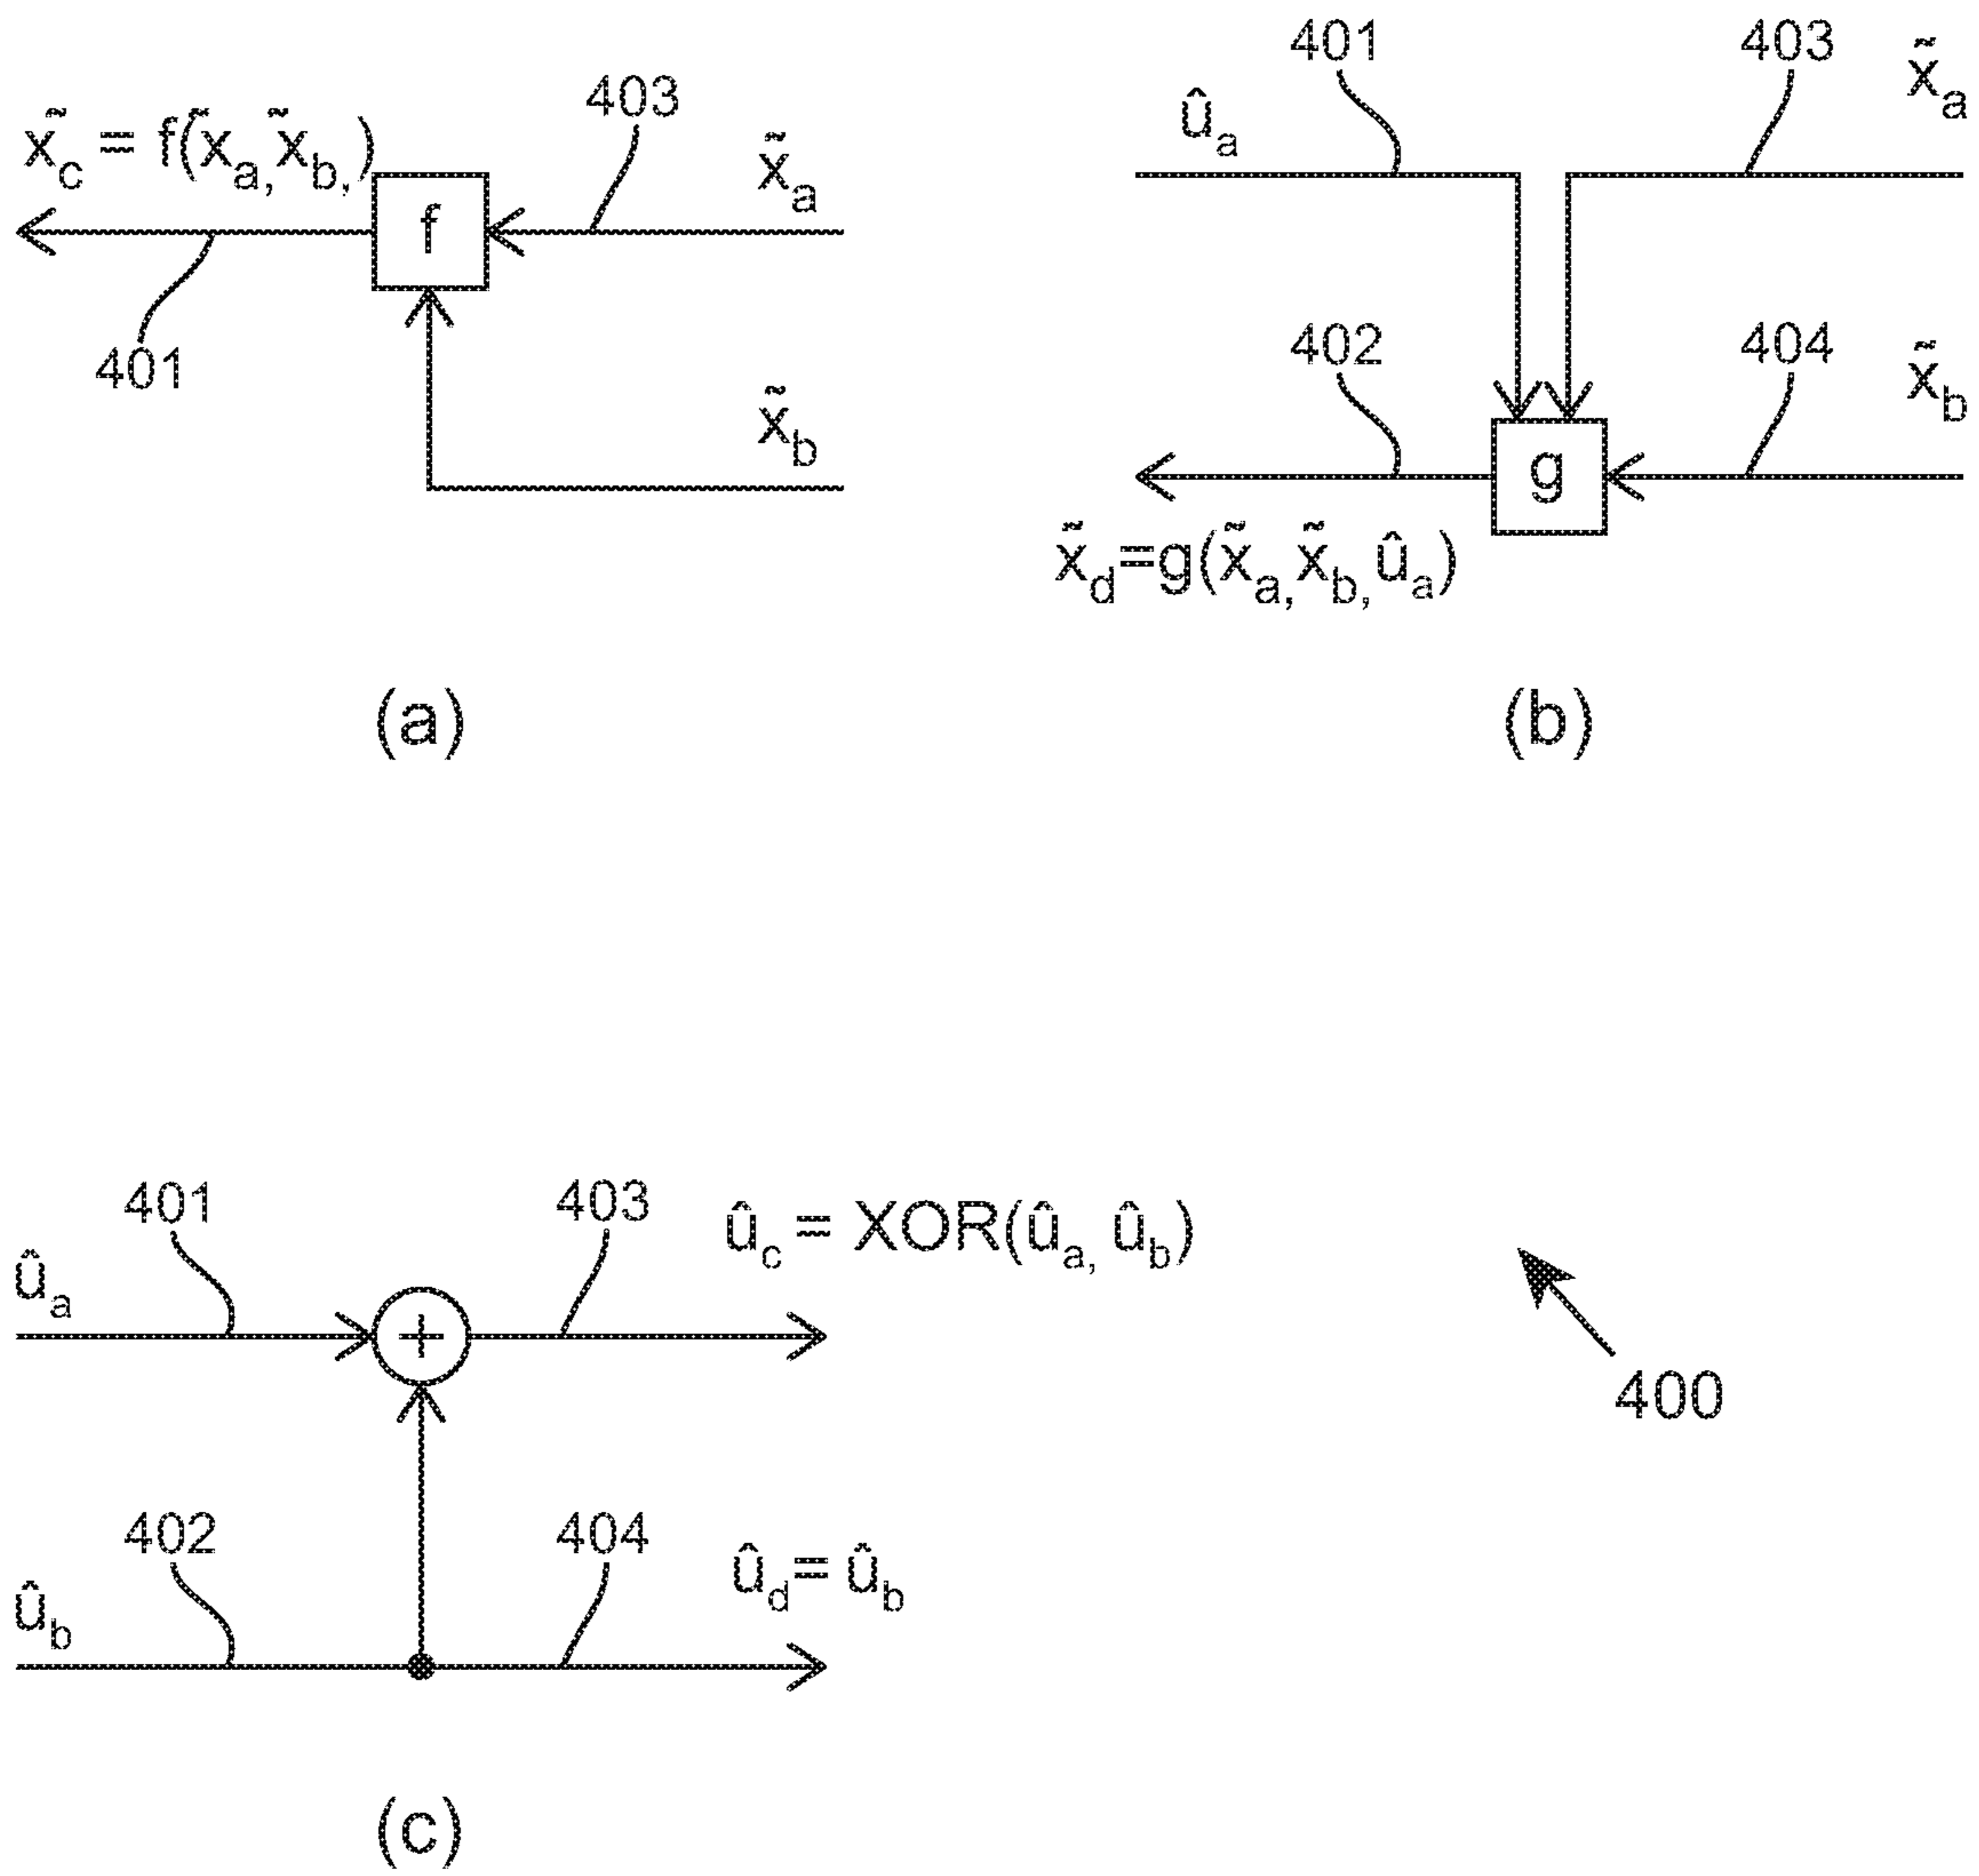 403
x̃c = f(x̃a, x̃b,)
x̃a
f
401
x̃b
(a)
401
403
x̃a
ûa
402
404
x̃b
g
x̃d=g(x̃a, x̃b, ûa)
(b)
401
403
ûc = XOR(ûa, ûb)
ûa
+
400
402
404
ûd= ûb
ûb
(c)